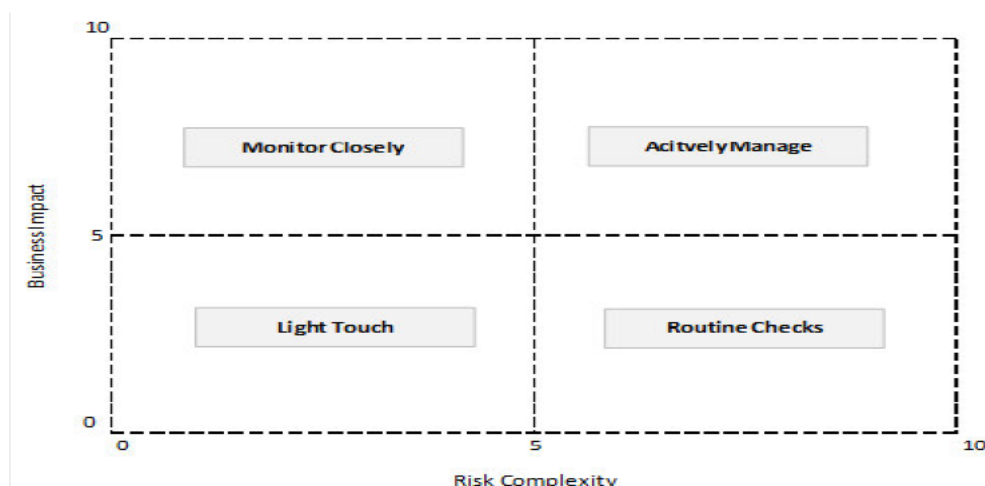 10
Monitor Closely
Acitvely Manage
Business Impact
5
Light Touch
Routine Checks
0
0
5
10
Risk Complexity